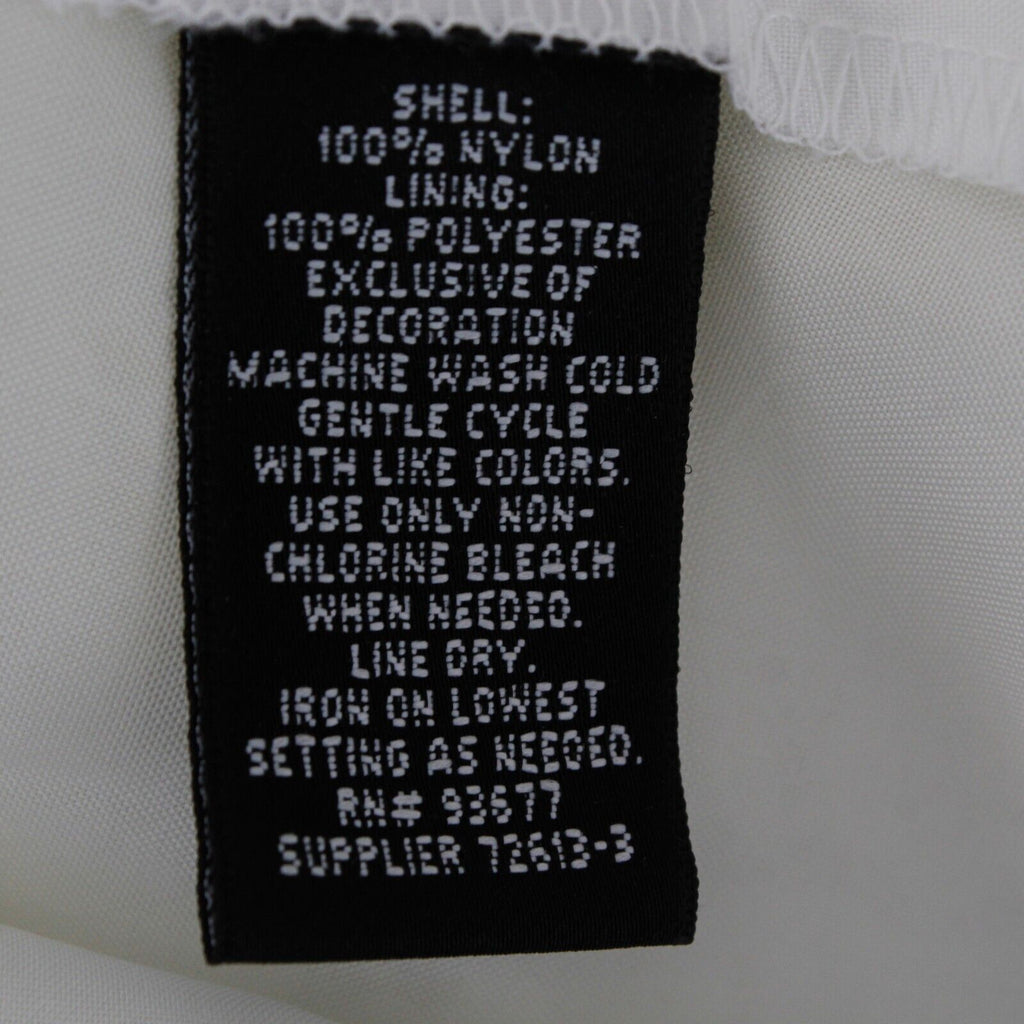 SHELL:
100% NYLON
LINING:
100% POLYESTER
EXCLUSIVE OF
DECORATION
MACHINE WASH COLD
GENTLE CYCLE
WITH LIKE COLORS.
USE ONLY NON-
CHLORINE BLEACH
WHEN NEEDED.
LINE DRY.
IRON ON LOWEST
SETTING AS NEEDED.
RN# 93677
SUPPLIER 72613-3